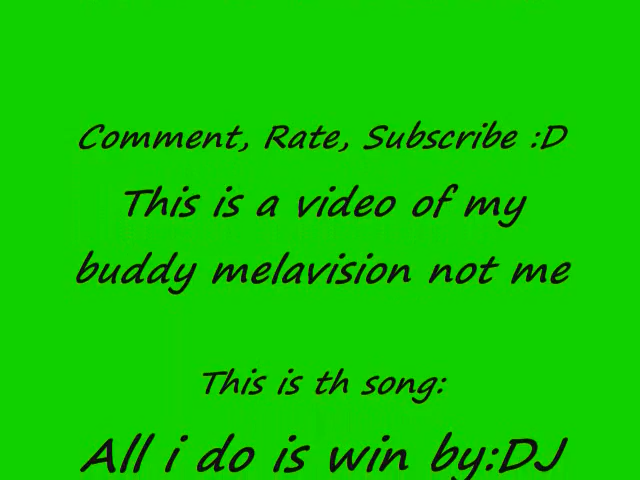 Comment, Rate, Subscribe :D
This is a video of my
buddy melavision not me
This is th song:
All i do is win by:DJ